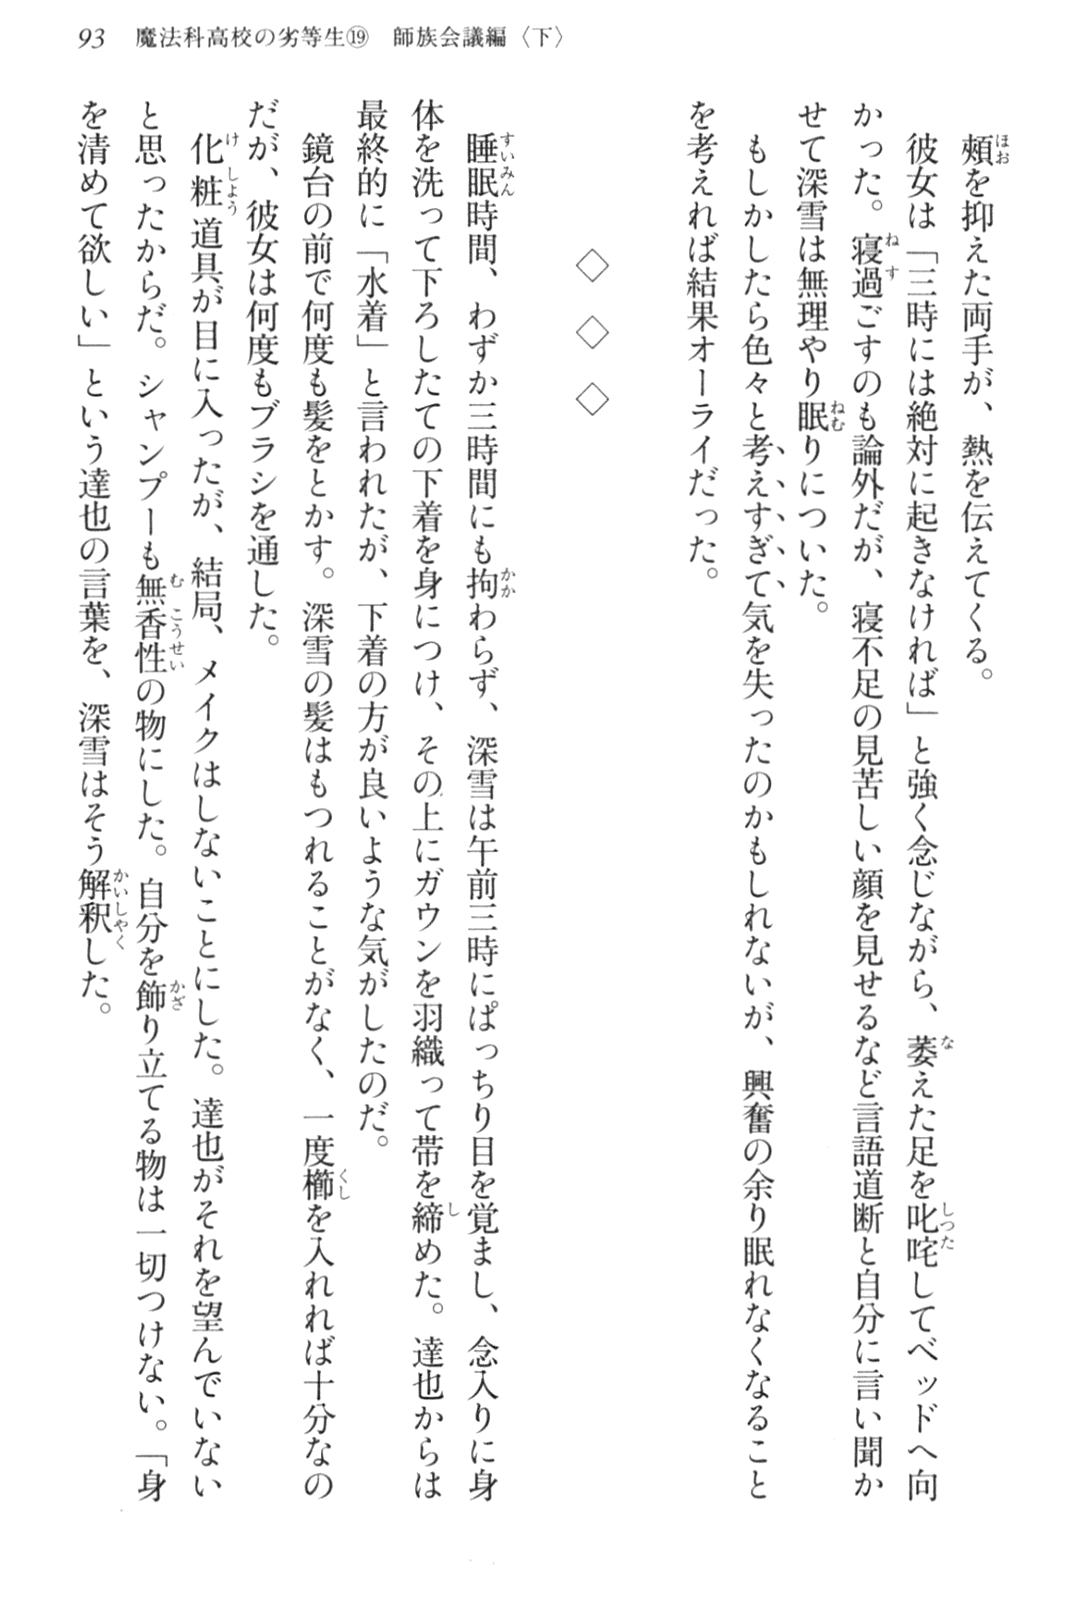 93 魔法科高校の劣等生⑲ 師族会議編〈下〉
頰を抑えた両手が、熱を伝えてくる。
彼女は「三時には絶対に起きなければ」と強く念じながら、萎えた足を叱咤してベッドへ向
かった。寝過ごすのも論外だが、寝不足の見苦しい顔を見せるなど言語道断と自分に言い聞か
せて深雪は無理やり眠りについた。
もしかしたら色々と考えすぎて気を失ったのかもしれないが、興奮の余り眠れなくなること
を考えれば結果オーライだった。
◇ ◇ ◇
睡眠時間、わずか三時間にも拘わらず、深雪は午前三時にぱっちり目を覚まし、念入りに身
体を洗って下ろしたての下着を身につけ、その上にガウンを羽織って帯を締めた。達也からは
最終的に「水着」と言われたが、下着の方が良いような気がしたのだ。
鏡台の前で何度も髪をとかす。深雪の髪はもつれることがなく、一度櫛を入れれば十分なの
だが、彼女は何度もブラシを通した。
化粧道具が目に入ったが、結局、メイクはしないことにした。達也がそれを望んでいない
と思ったからだ。シャンプーも無香性の物にした。自分を飾り立てる物は一切つけない。「身
を清めて欲しい」という達也の言葉を、深雪はそう解釈した。